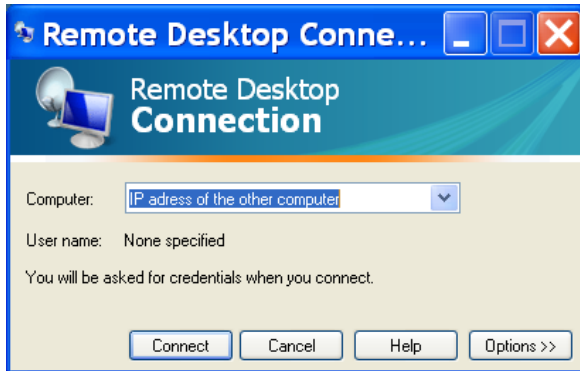 Remote Desktop Conne...
Remote Desktop
Connection
Computer: IP adress of the other computer
User name: None specified
You will be asked for credentials when you connect.
Connect Cancel Help Options >>